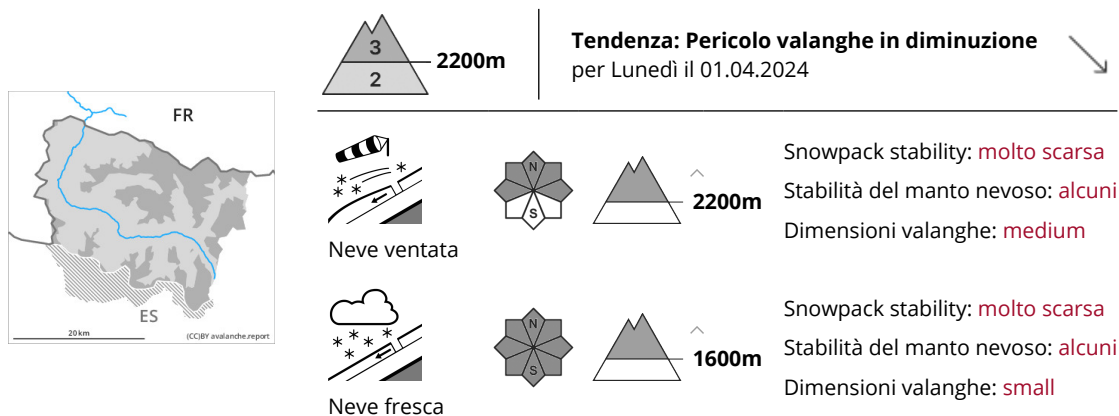 3
2
2200m
Tendenza: Pericolo valanghe in diminuzione
per Lunedì il 01.04.2024
FR
ES
20 km
(CC)BY avalanche.report
N
S
2200m
Neve ventata
Snowpack stability: molto scarsa
Stabilità del manto nevoso: alcuni
Dimensioni valanghe: medium
N
S
1600m
Neve fresca
Snowpack stability: molto scarsa
Stabilità del manto nevoso: alcuni
Dimensioni valanghe: small